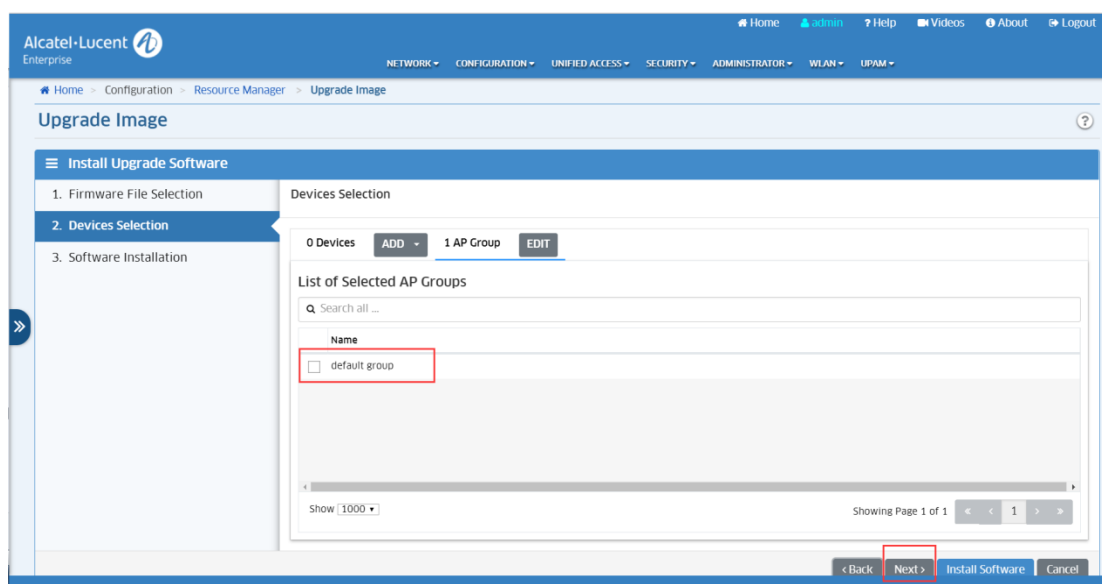 Home admin ? Help Videos About Logout
Alcatel·Lucent
Enterprise
NETWORK CONFIGURATION UNIFIED ACCESS SECURITY ADMINISTRATOR WLAN UPAM
Home > Configuration > Resource Manager > Upgrade Image
Upgrade Image
?
Install Upgrade Software
1. Firmware File Selection
Devices Selection
2. Devices Selection
0 Devices ADD 1 AP Group EDIT
3. Software Installation
List of Selected AP Groups
Search all ...
Name
default group
Show 1000
Showing Page 1 of 1 « < 1 > »
< Back Next > Install Software Cancel